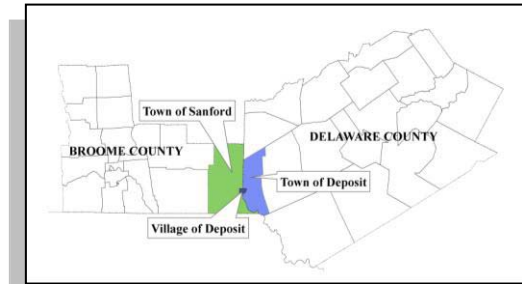 Town of Sanford
BROOME COUNTY
DELAWARE COUNTY
Town of Deposit
Village of Deposit